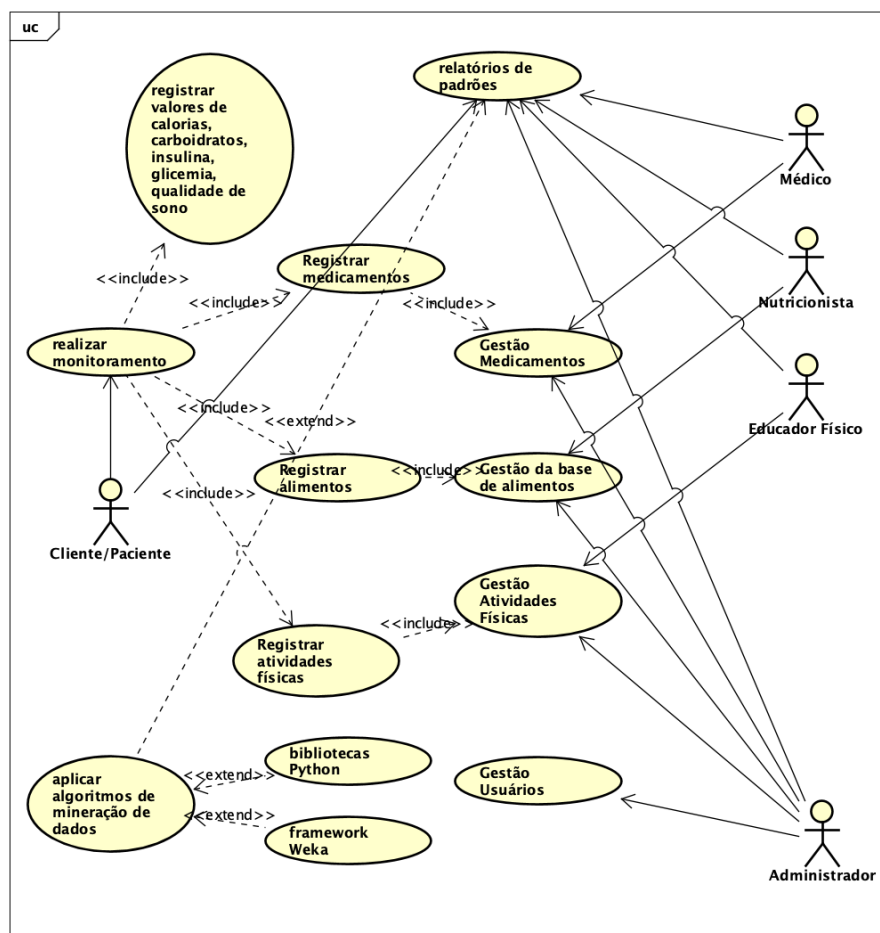 uc
registrar
valores de
calorias,
carboidratos,
insulina,
glicemia,
qualidade de
sono
relatórios de
padrões
Médico
<<include>>
Registrar
medicamentos
<<include>>
<<include>>
Nutricionista
realizar
monitoramento
Gestão
Medicamentos
<<include>>
<<extend>>
Educador Físico
Registrar
alimentos
<<include>>
Gestão da base
de alimentos
<<include>>
Cliente/Paciente
Gestão
Atividades
Físicas
<<include>>
Registrar
atividades
físicas
aplicar
algoritmos de
mineração de
dados
<<extend>>
bibliotecas
Python
Gestão
Usuários
<<extend>>
framework
Weka
Administrador